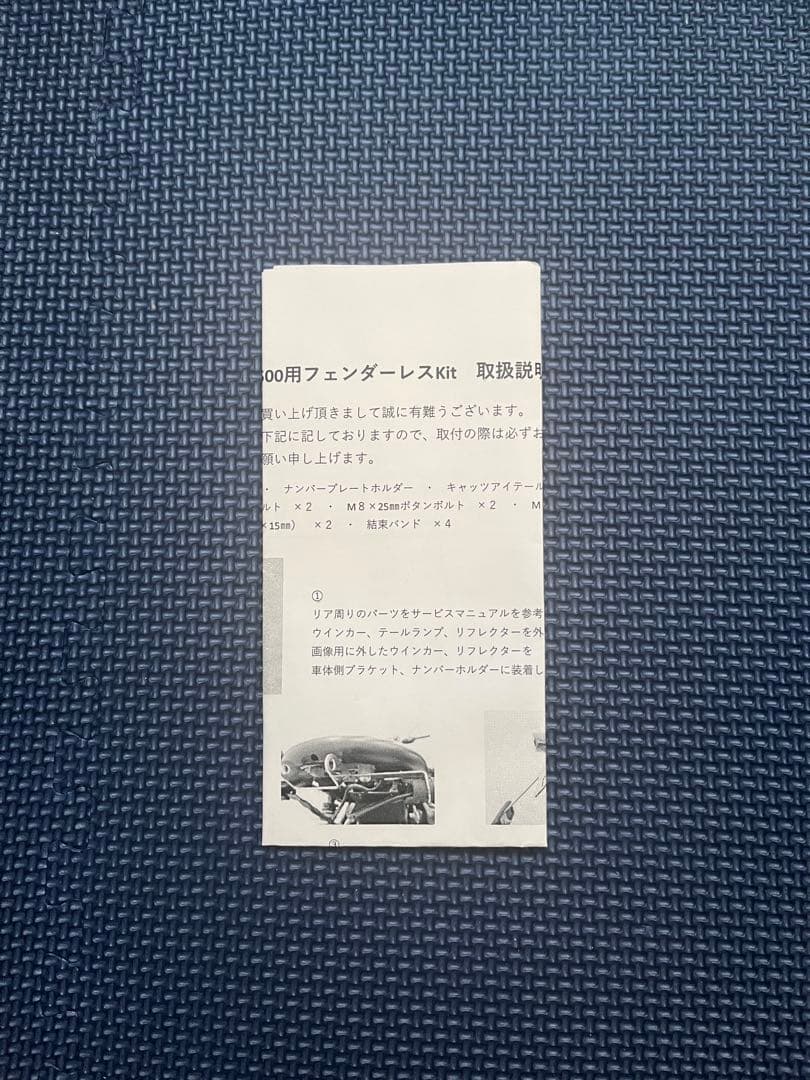 500用フェンダーレスKit　取扱説明
買い上げ頂きまして誠に有難うございます。
下記に記しておりますので、取付の際は必ずお
願い申し上げます。
・　ナンバープレートホルダー　・　キャッツアイテール
ルト　×２　・　M８×25㎜ボタンボルト　×２　・　M
×15㎜）　×２　・　結束バンド　×４
①
リア周りのパーツをサービスマニュアルを参考
ウインカー、テールランプ、リフレクターを外
画像用に外したウインカー、リフレクターを
車体側ブラケット、ナンバーホルダーに装着し
③